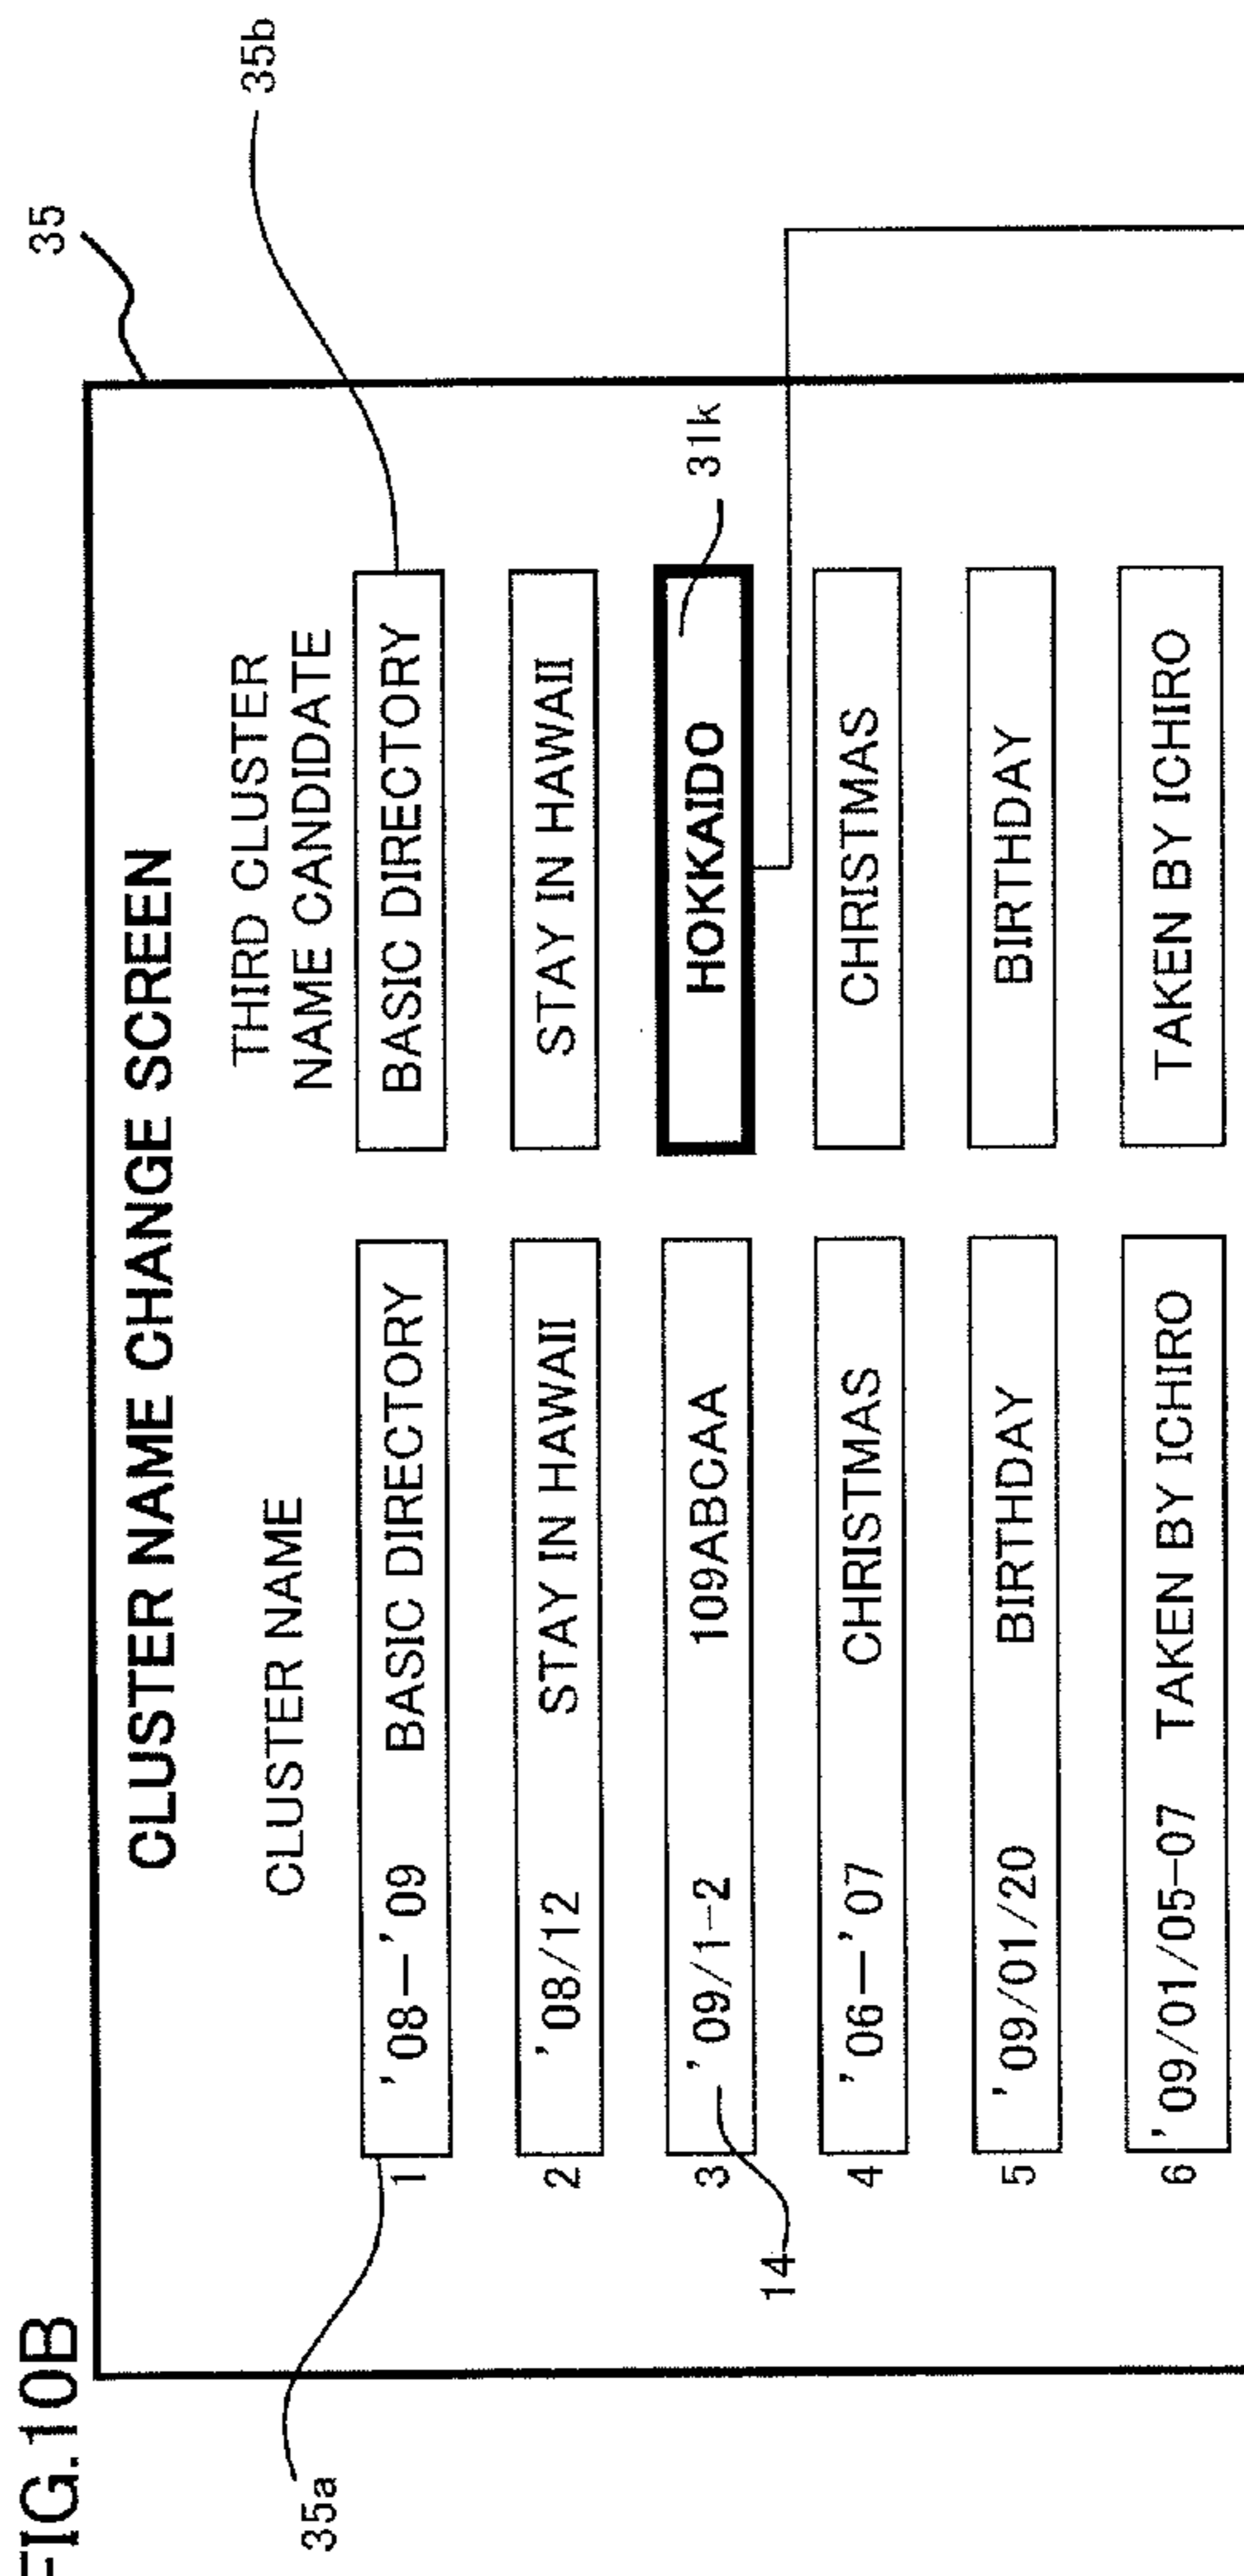 FIG.10B
35
35b
CLUSTER NAME CHANGE SCREEN
CLUSTER NAME
THIRD CLUSTER
NAME CANDIDATE
35a
1 '08—'09 BASIC DIRECTORY BASIC DIRECTORY
2 '08/12 STAY IN HAWAII STAY IN HAWAII
3 '09/1-2 109ABCAA HOKKAIDO
31k
14
4 '06—'07 CHRISTMAS CHRISTMAS
5 '09/01/20 BIRTHDAY BIRTHDAY
6 '09/01/05-07 TAKEN BY ICHIRO TAKEN BY ICHIRO